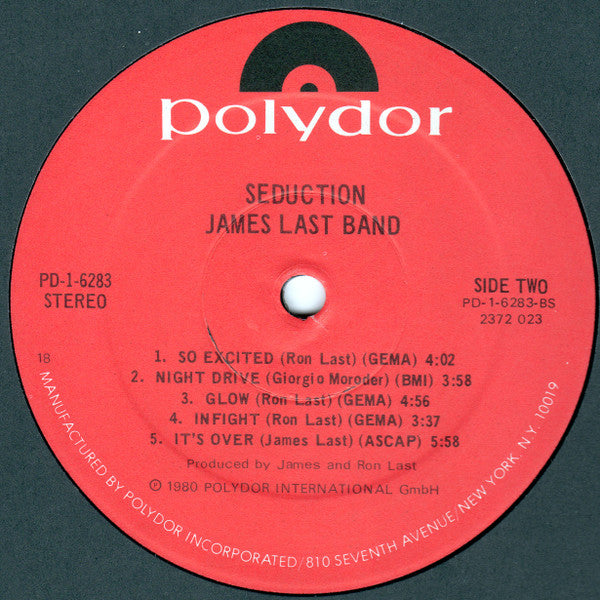 polydor
SEDUCTION
JAMES LAST BAND
PD-1-6283
STEREO
SIDE TWO
PD-1-6283-BS
2372 023
18
1. SO EXCITED (Ron Last) (GEMA) 4:02
2. NIGHT DRIVE (Giorgio Moroder) (BMI) 3:58
3. GLOW (Ron Last) (GEMA) 4:56
4. INFIGHT (Ron Last) (GEMA) 3:37
5. IT'S OVER (James Last) (ASCAP) 5:58
Produced by James and Ron Last
℗ 1980 POLYDOR INTERNATIONAL GmbH
MANUFACTURED BY POLYDOR INCORPORATED/810 SEVENTH AVENUE/NEW YORK, N.Y. 10019